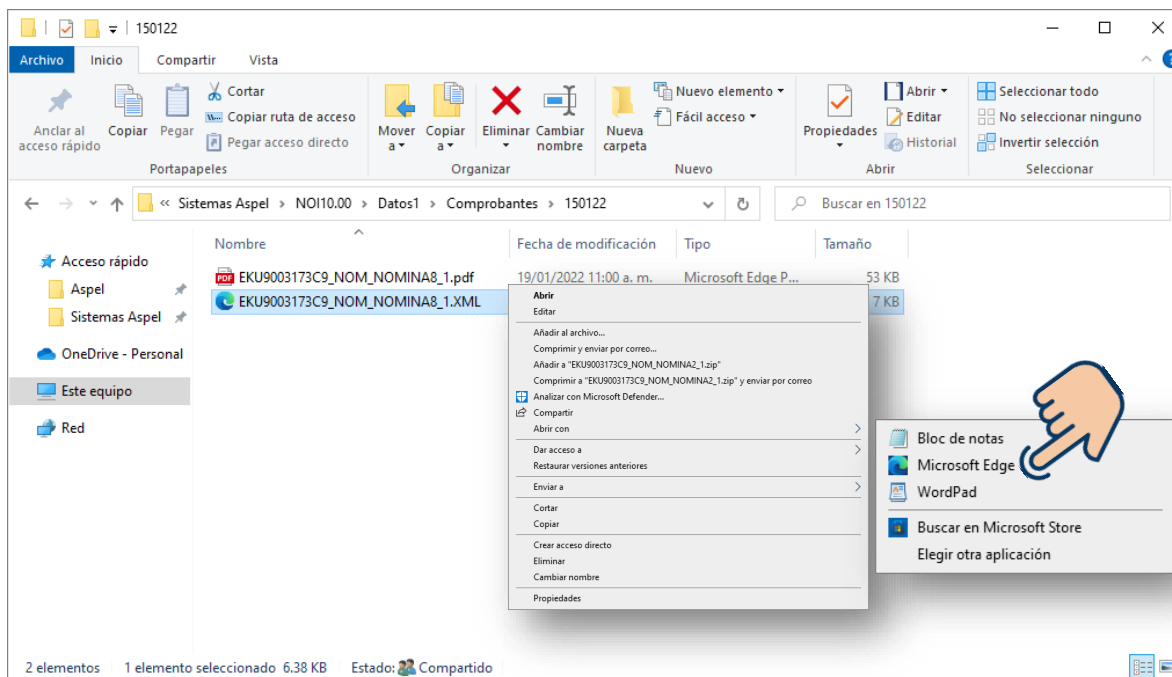 150122
Archivo Inicio Compartir Vista
Anclar al acceso rápido
Copiar
Pegar
Cortar
Copiar ruta de acceso
Pegar acceso directo
Portapapeles
Mover a
Copiar a
Eliminar
Cambiar nombre
Organizar
Nueva carpeta
Nuevo elemento
Fácil acceso
Nuevo
Propiedades
Abrir
Editar
Historial
Abrir
Seleccionar todo
No seleccionar ninguno
Invertir selección
Seleccionar
« Sistemas Aspel > NOI10.00 > Datos1 > Comprobantes > 150122
Buscar en 150122
Acceso rápido
Aspel
Sistemas Aspel
OneDrive - Personal
Este equipo
Red
Nombre Fecha de modificación Tipo Tamaño
PDF EKU9003173C9_NOM_NOMINA8_1.pdf 19/01/2022 11:00 a. m. Microsoft Edge P... 53 KB
EKU9003173C9_NOM_NOMINA8_1.XML 7 KB
Abrir
Editar
Añadir al archivo...
Comprimir y enviar por correo...
Añadir a "EKU9003173C9_NOM_NOMINA2_1.zip"
Comprimir a "EKU9003173C9_NOM_NOMINA2_1.zip" y enviar por correo
Analizar con Microsoft Defender...
Compartir
Abrir con
Dar acceso a
Restaurar versiones anteriores
Enviar a
Cortar
Copiar
Crear acceso directo
Eliminar
Cambiar nombre
Propiedades
Bloc de notas
Microsoft Edge
WordPad
Buscar en Microsoft Store
Elegir otra aplicación
2 elementos 1 elemento seleccionado 6.38 KB Estado: Compartido